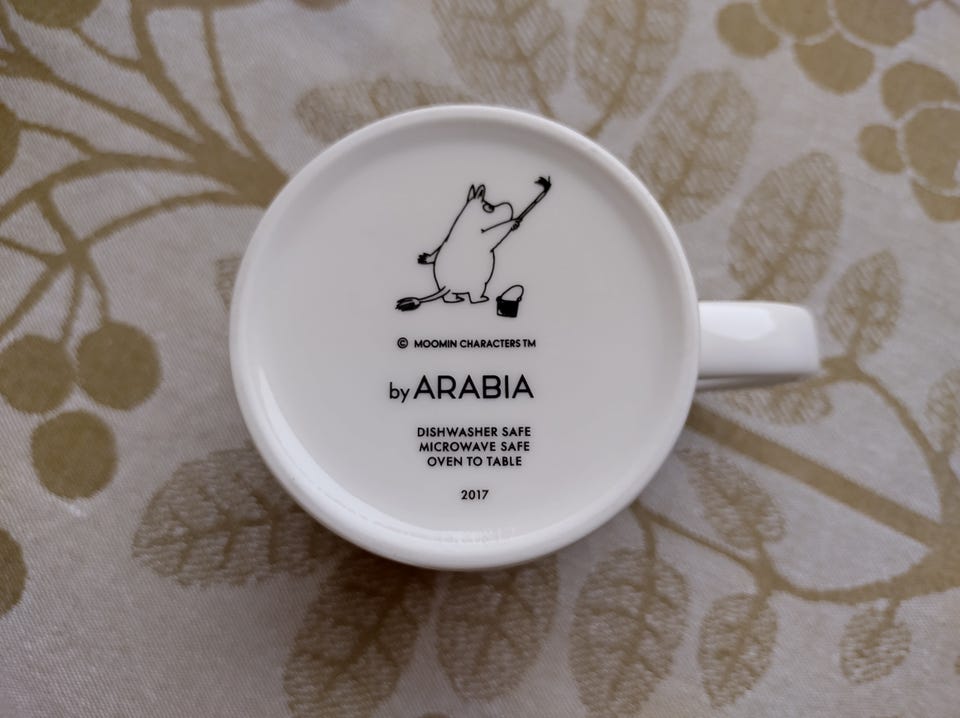 © MOOMIN CHARACTERS TM
by ARABIA
DISHWASHER SAFE
MICROWAVE SAFE
OVEN TO TABLE
2017